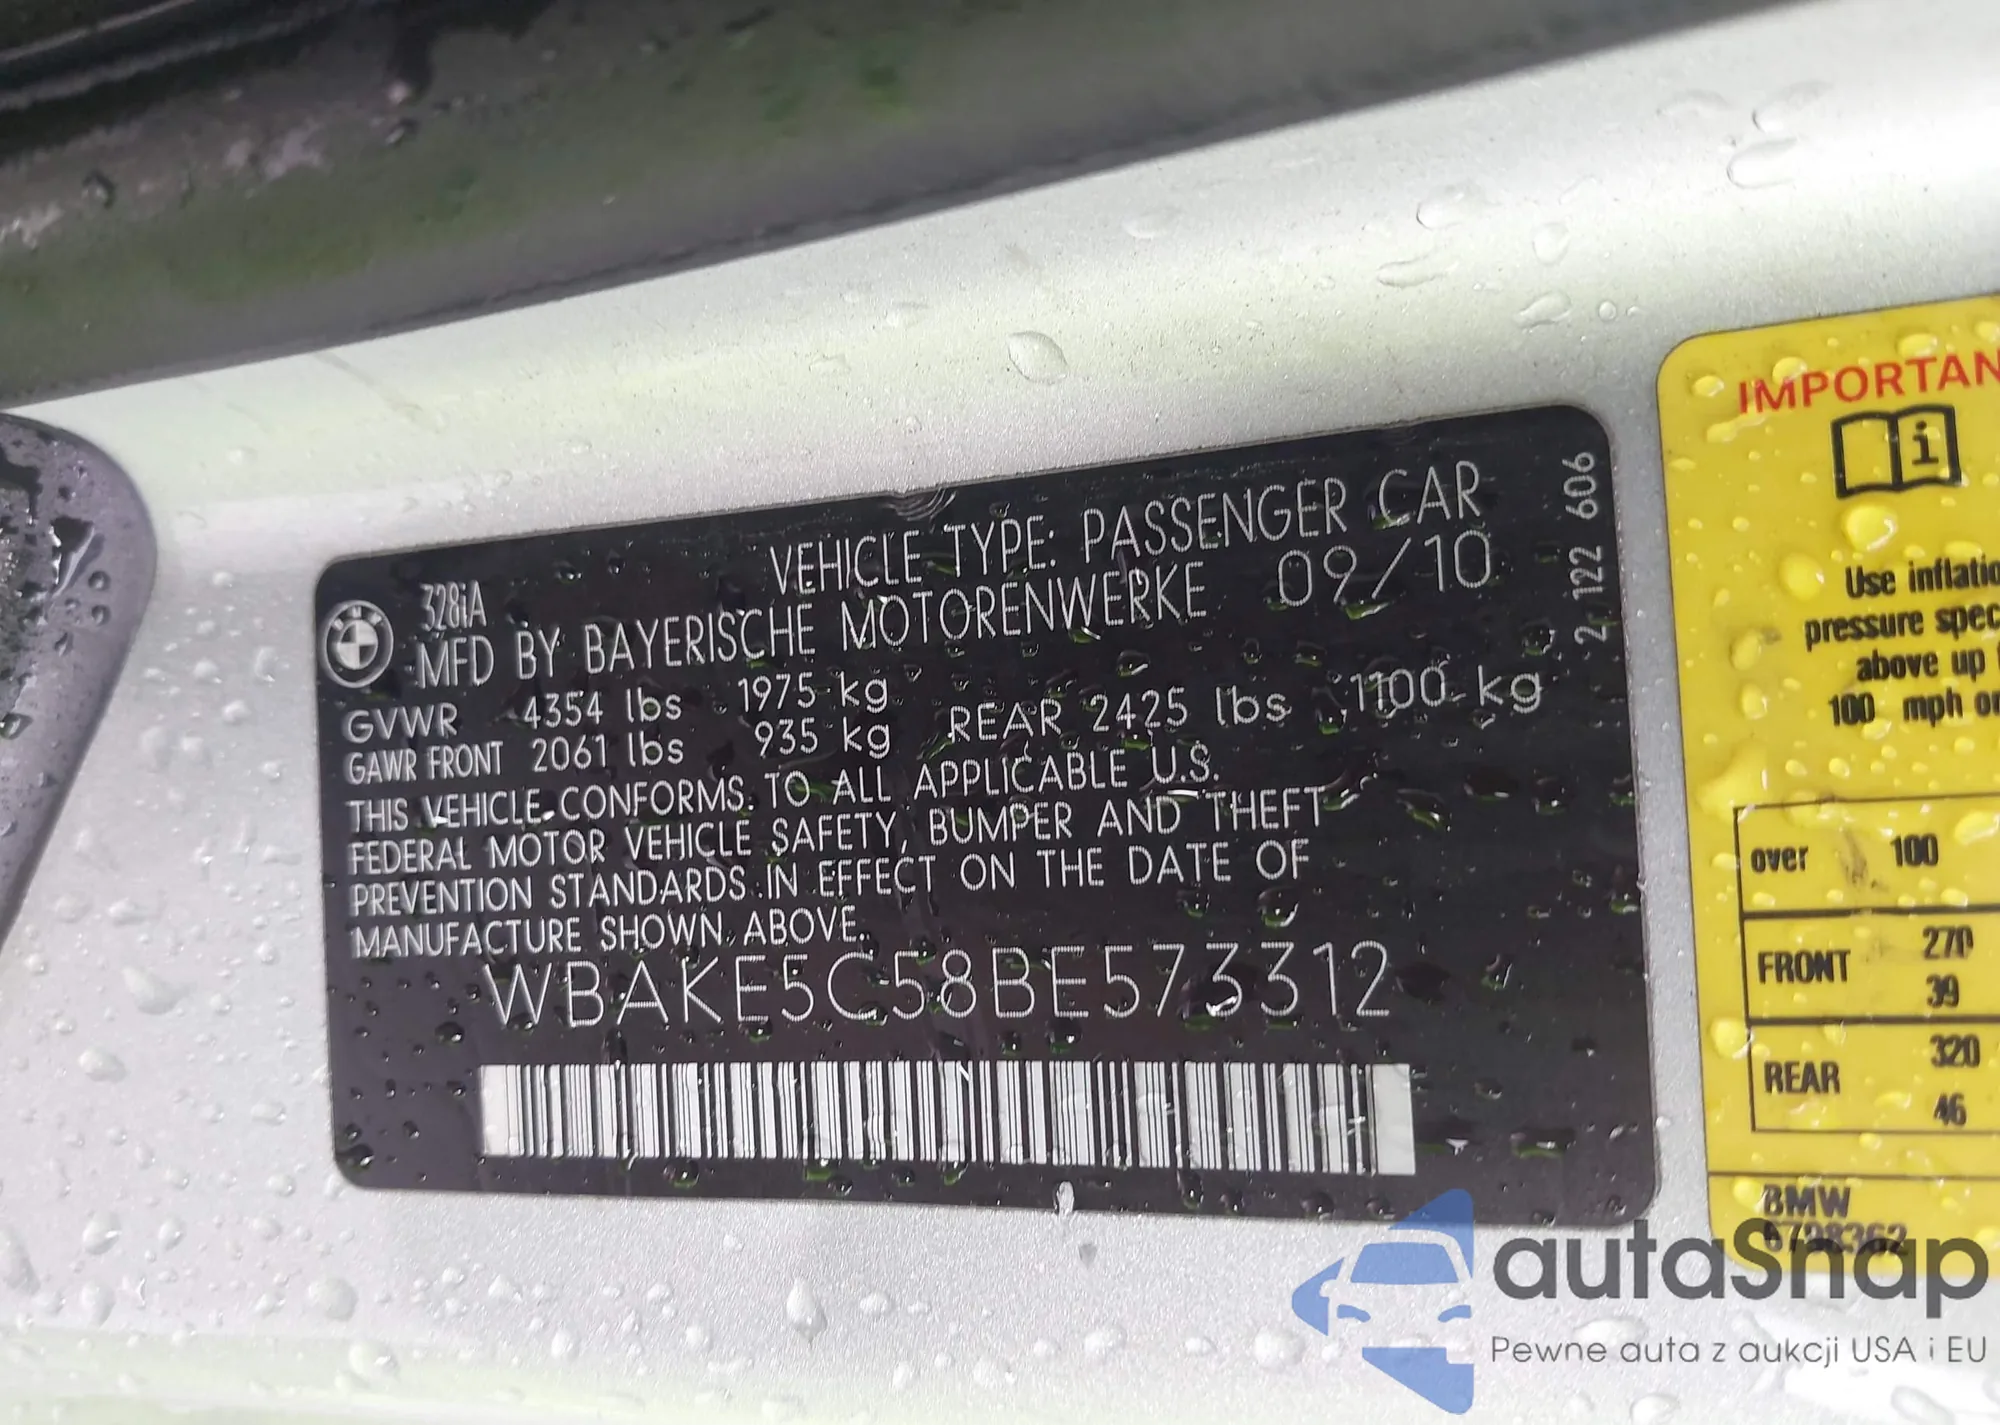 VEHICLE TYPE: PASSENGER CAR
328iA
MFD BY BAYERISCHE MOTORENWERKE 09/10
GVWR 4354 lbs 1975 kg
GAWR FRONT 2061 lbs 935 kg REAR 2425 lbs 1100 kg
THIS VEHICLE CONFORMS TO ALL APPLICABLE U.S.
FEDERAL MOTOR VEHICLE SAFETY, BUMPER AND THEFT
PREVENTION STANDARDS IN EFFECT ON THE DATE OF
MANUFACTURE SHOWN ABOVE.
WBAKE5C58BE573312
2 122 606
IMPORTAN
i
Use inflatio
pressure spec
above up
100 mph or
over 100
FRONT 270
39
REAR 320
46
BMW
6798362
autaSnap
Pewne auta z aukcji USA i EU